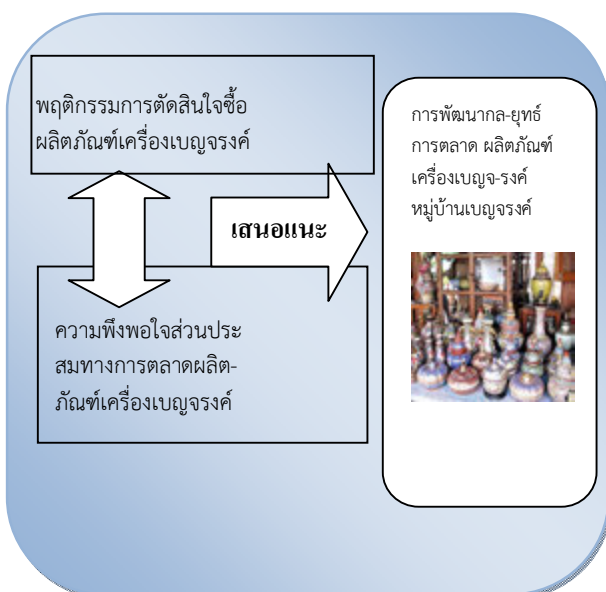 พฤติกรรมการตัดสินใจซื้อ
ผลิตภัณฑ์เครื่องเบญจรงค์
เสนอแนะ
ความพึงพอใจส่วนประ
สมทางการตลาดผลิต-
ภัณฑ์เครื่องเบญจรงค์
การพัฒนากล-ยุทธ์
การตลาด ผลิตภัณฑ์
เครื่องเบญจ-รงค์
หมู่บ้านเบญจรงค์